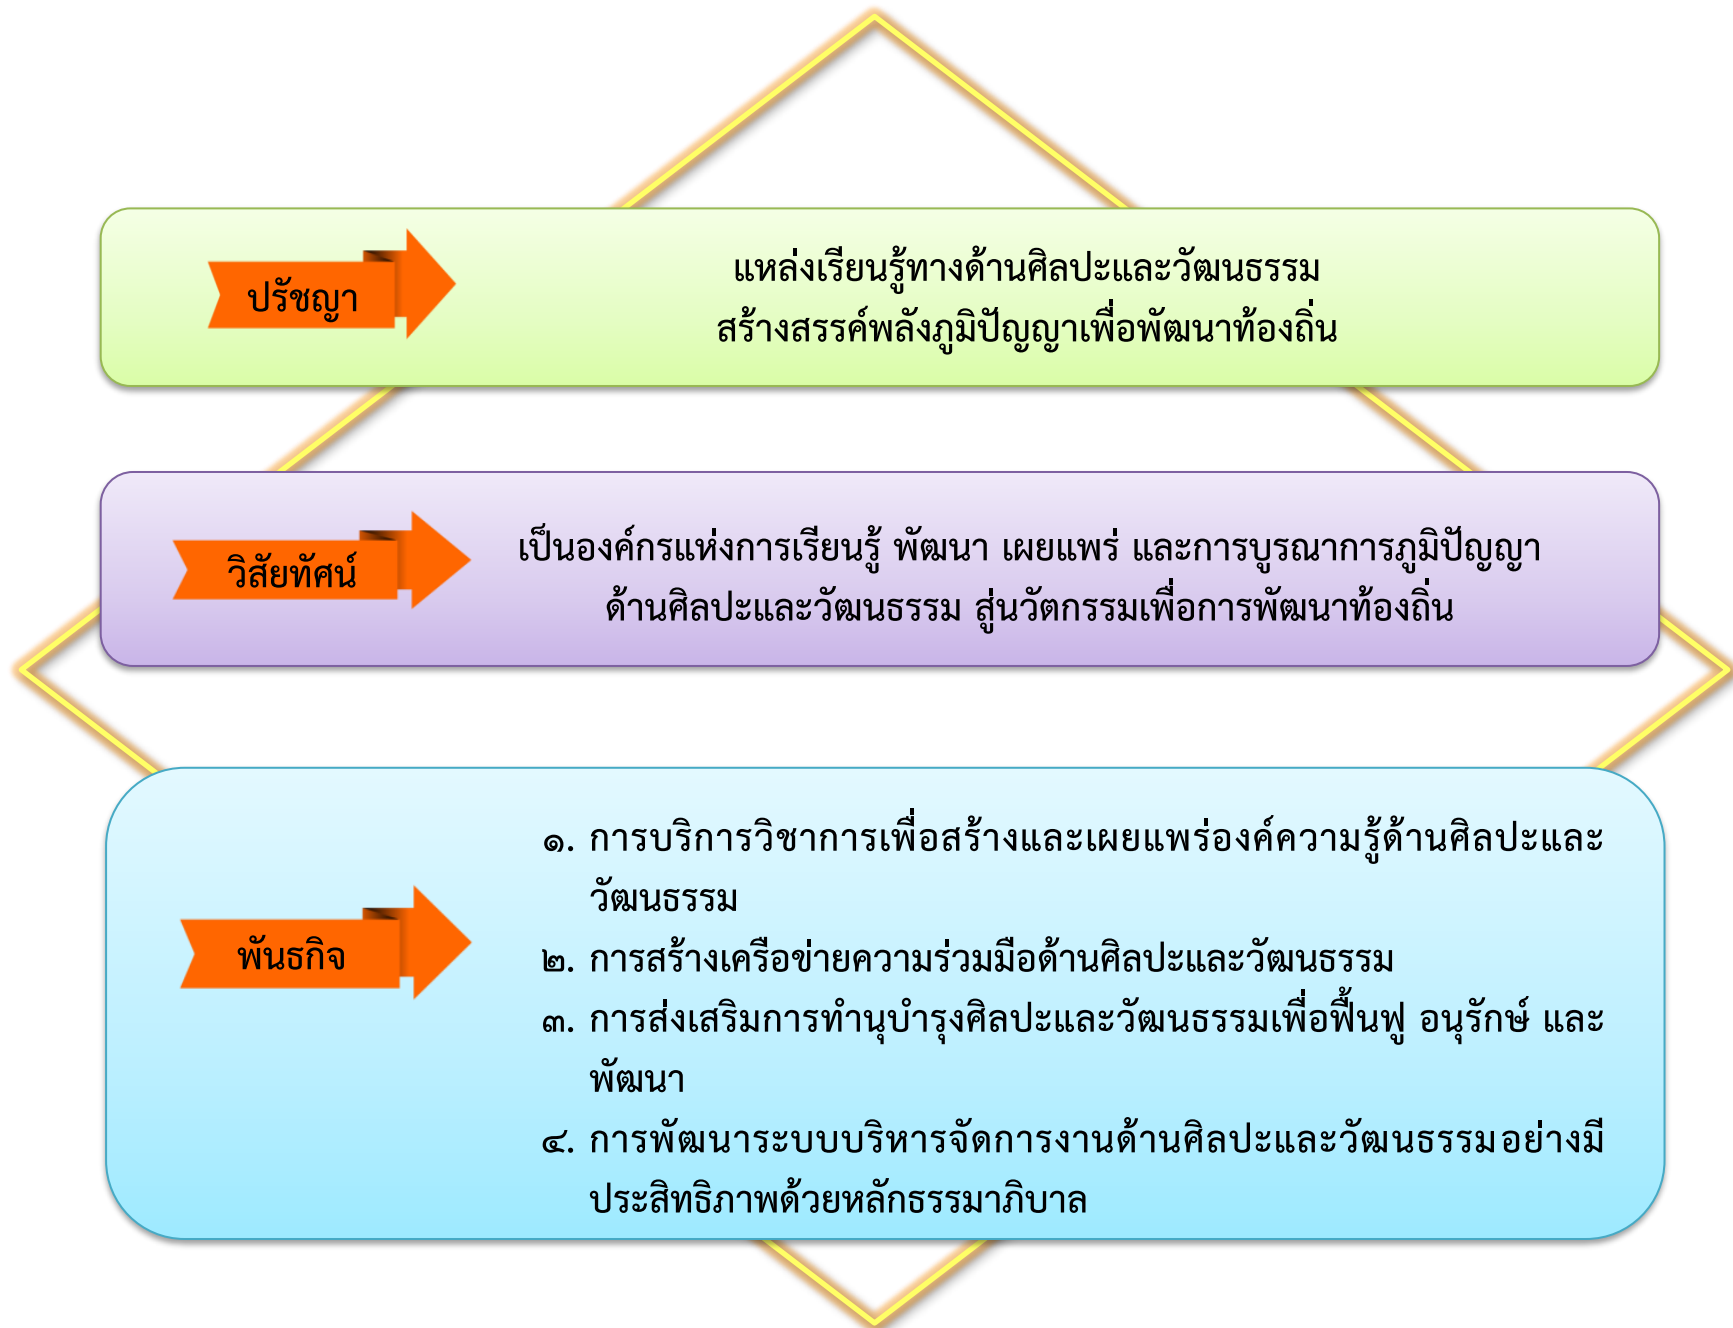 ปรัชญา
แหล่งเรียนรู้ทางด้านศิลปะและวัฒนธรรม
สร้างสรรค์พลังภูมิปัญญาเพื่อพัฒนาท้องถิ่น
วิสัยทัศน์
เป็นองค์กรแห่งการเรียนรู้ พัฒนา เผยแพร่ และการบูรณาการภูมิปัญญา
ด้านศิลปะและวัฒนธรรม สู่นวัตกรรมเพื่อการพัฒนาท้องถิ่น
พันธกิจ
๑. การบริการวิชาการเพื่อสร้างและเผยแพร่องค์ความรู้ด้านศิลปะและ
วัฒนธรรม
๒. การสร้างเครือข่ายความร่วมมือด้านศิลปะและวัฒนธรรม
๓. การส่งเสริมการทำนุบำรุงศิลปะและวัฒนธรรมเพื่อฟื้นฟู อนุรักษ์ และ
พัฒนา
๔. การพัฒนาระบบบริหารจัดการงานด้านศิลปะและวัฒนธรรมอย่างมี
ประสิทธิภาพด้วยหลักธรรมาภิบาล